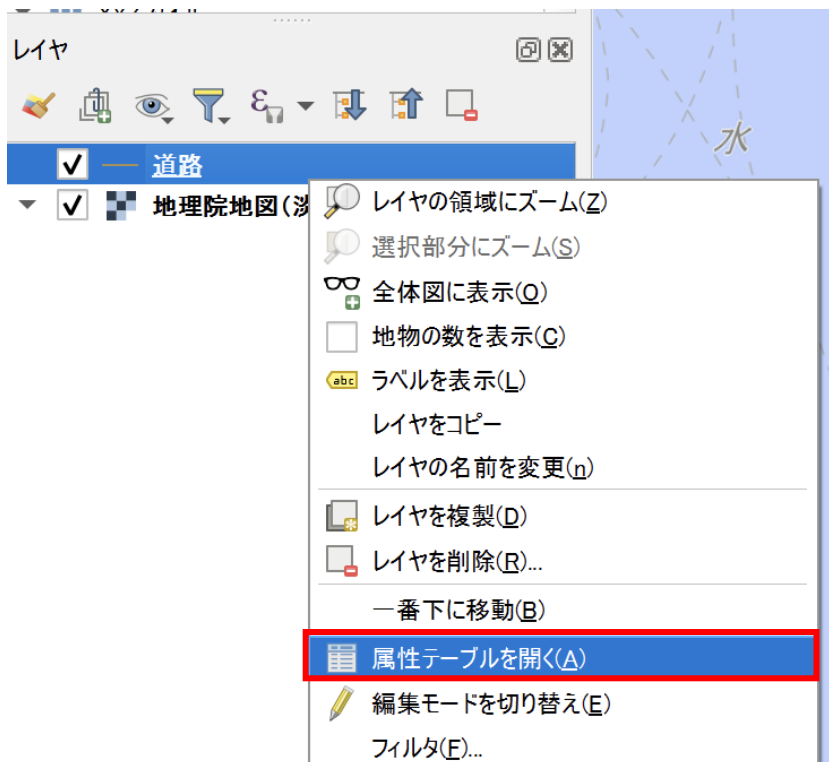 レイヤ
ε
水
道路
地理院地図(淡
レイヤの領域にズーム(Z)
選択部分にズーム(S)
全体図に表示(O)
地物の数を表示(C)
abc ラベルを表示(L)
レイヤをコピー
レイヤの名前を変更(n)
レイヤを複製(D)
レイヤを削除(R)...
一番下に移動(B)
属性テーブルを開く(A)
編集モードを切り替え(E)
フィルタ(F)...